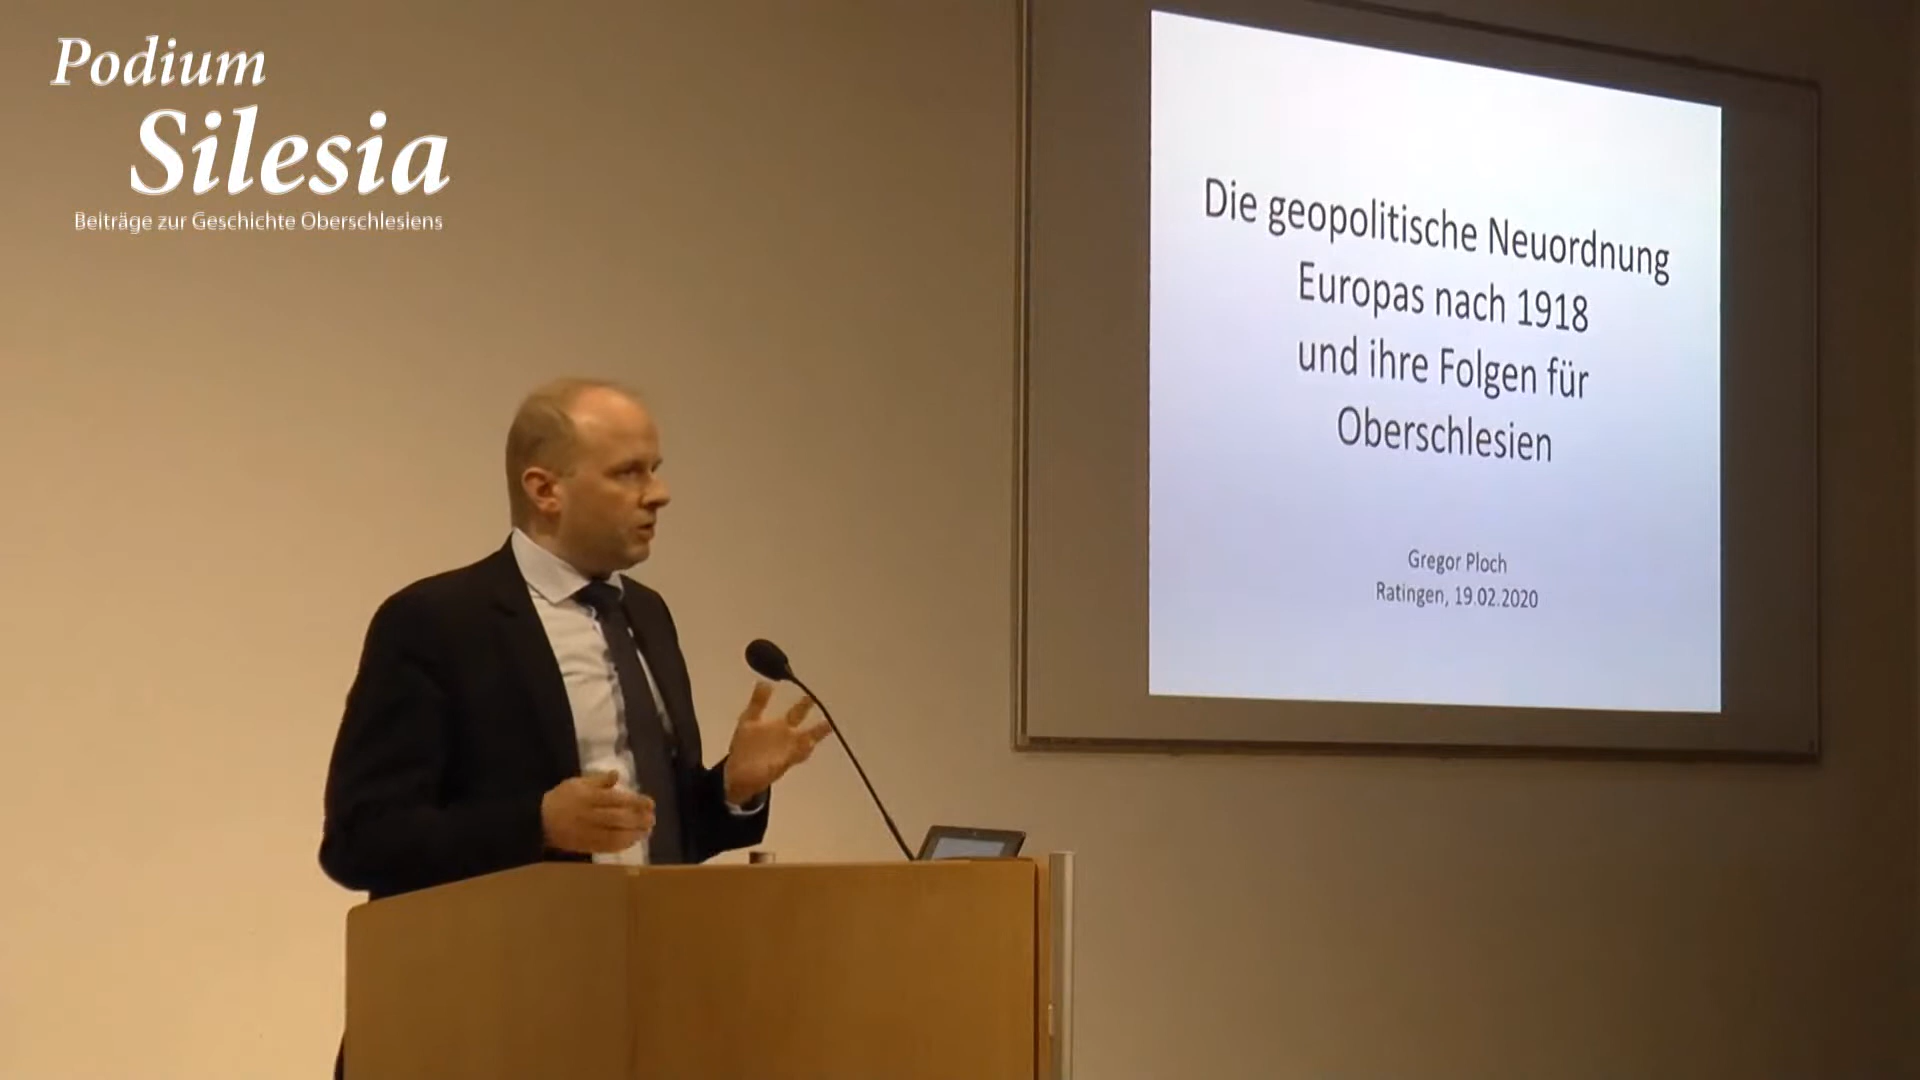 Podium
Silesia
Beiträge zur Geschichte Oberschlesiens
Die geopolitische Neuordnung
Europas nach 1918
und ihre Folgen für
Oberschlesien
Gregor Ploch
Ratingen, 19.02.2020